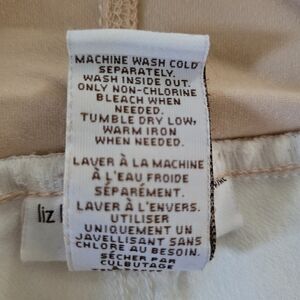 MACHINE WASH COLD
SEPARATELY.
WASH INSIDE OUT.
ONLY NON-CHLORINE
BLEACH WHEN
NEEDED.
TUMBLE DRY LOW,
WARM IRON
WHEN NEEDED.
LAVER À LA MACHINE
À L'EAU FROIDE
SÉPARÉMENT.
LAVER À L'ENVERS.
UTILISER
UNIQUEMENT UN
JAVELLISANT SANS
CHLORE AU BESOIN.
SÉCHER PAR
CULBUTAGE
liz